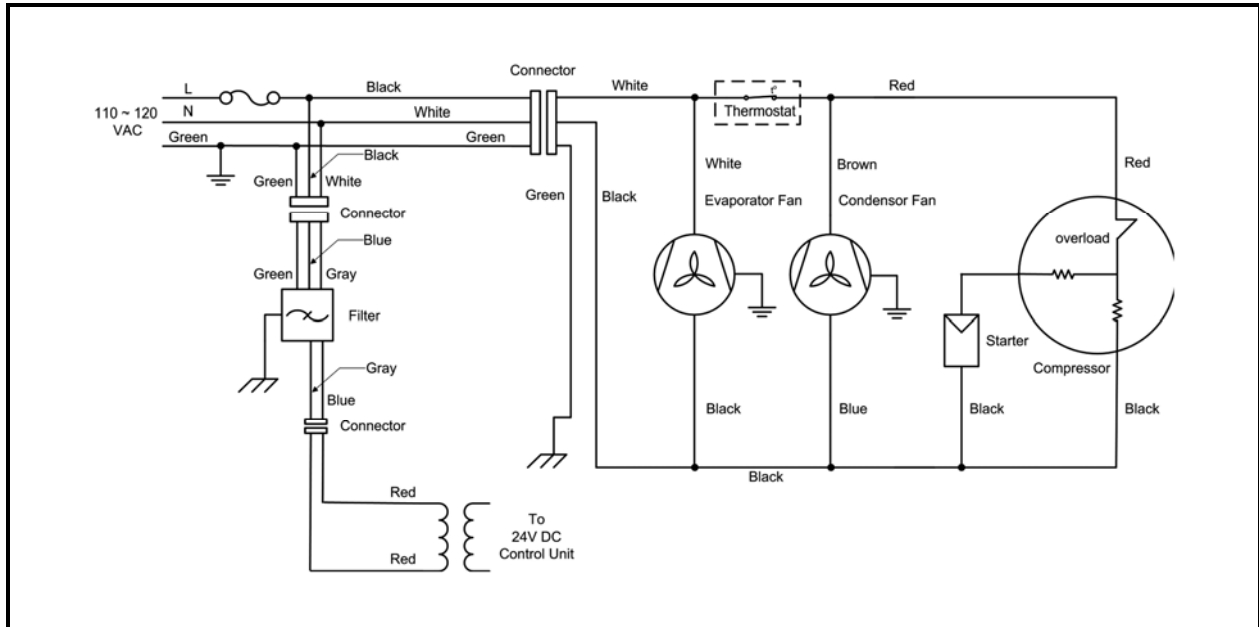 Connector
L
Black
White
Red
N
110 ~ 120
VAC
White
Thermostat
t°
Green
Green
Black
White
Brown
Red
Green
White
Green
Black
Evaporator Fan
Condensor Fan
Connector
Blue
overload
Green
Gray
Filter
Starter
Gray
Compressor
Blue
Black
Blue
Black
Black
Connector
Black
Red
To
24V DC
Control Unit
Red